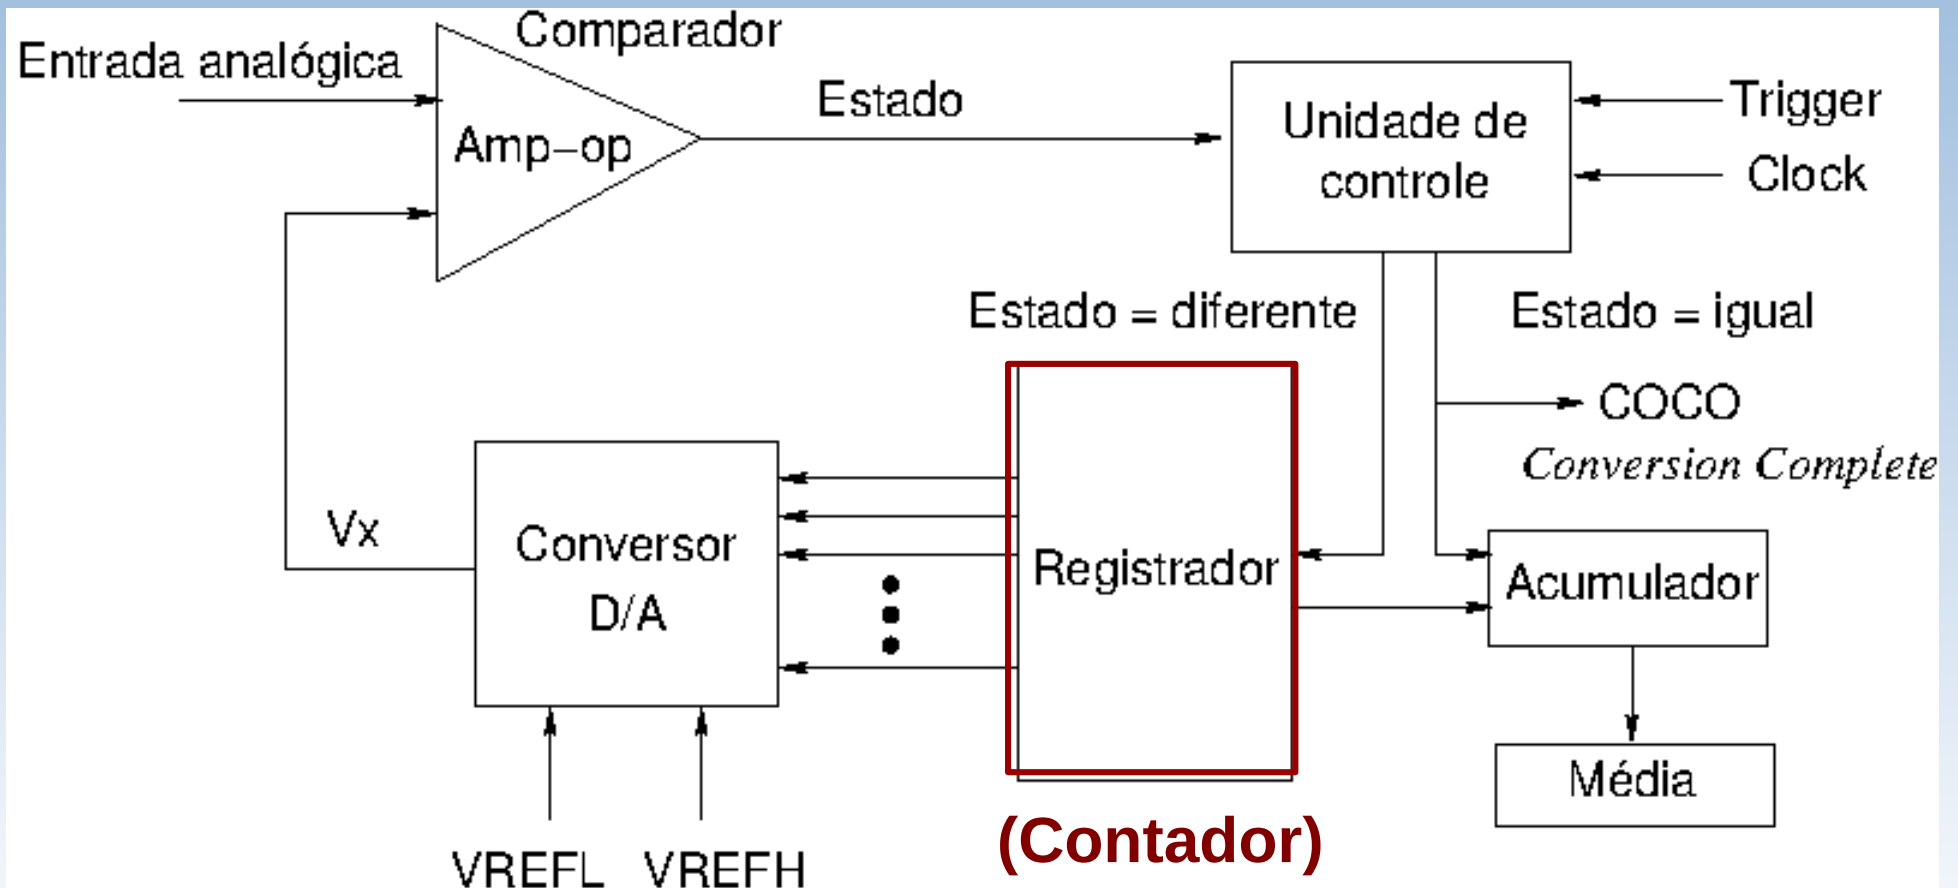 Comparador
Entrada analógica
Amp-op
Estado
Unidade de
controle
Trigger
Clock
Estado = diferente
Estado = igual
COCO
Conversion Complete
Vx
Conversor
D/A
Registrador
Acumulador
Média
(Contador)
VREFL
VREFH